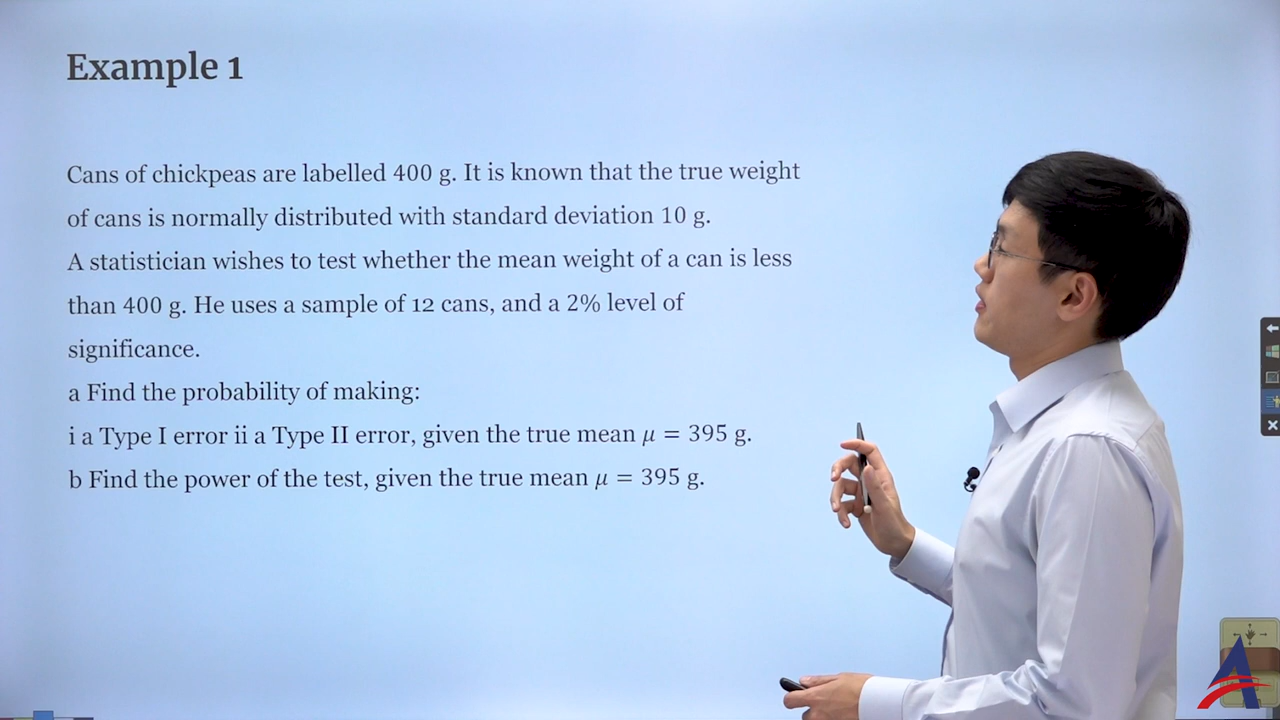 Example 1
Cans of chickpeas are labelled 400 g. It is known that the true weight
of cans is normally distributed with standard deviation 10 g.
A statistician wishes to test whether the mean weight of a can is less
than 400 g. He uses a sample of 12 cans, and a 2% level of
significance.
a Find the probability of making:
i a Type I error ii a Type II error, given the true mean μ = 395 g.
b Find the power of the test, given the true mean μ = 395 g.